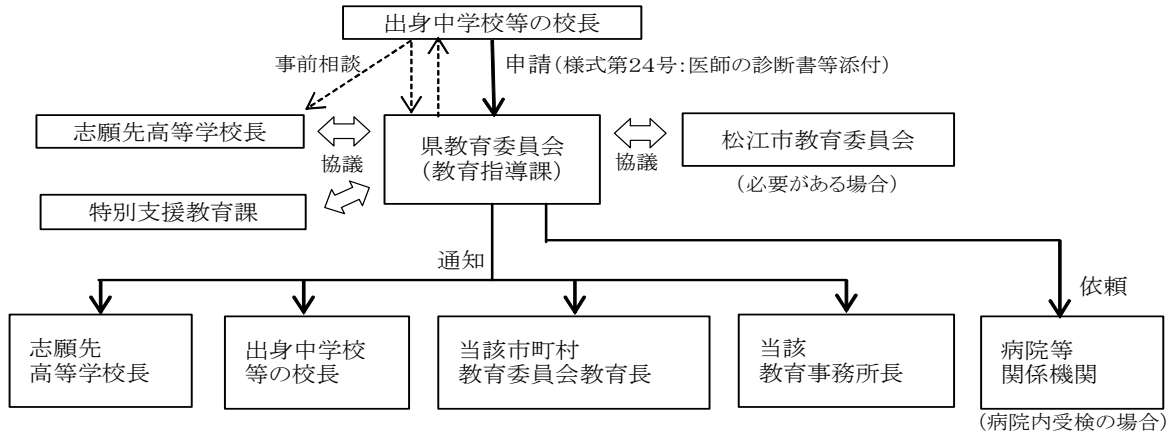 出身中学校等の校長
事前相談
申請(様式第24号:医師の診断書等添付)
志願先高等学校長
協議
県教育委員会
(教育指導課)
協議
松江市教育委員会
(必要がある場合)
特別支援教育課
通知
依頼
志願先
高等学校長
出身中学校
等の校長
当該市町村
教育委員会教育長
当該
教育事務所長
病院等
関係機関
(病院内受検の場合)